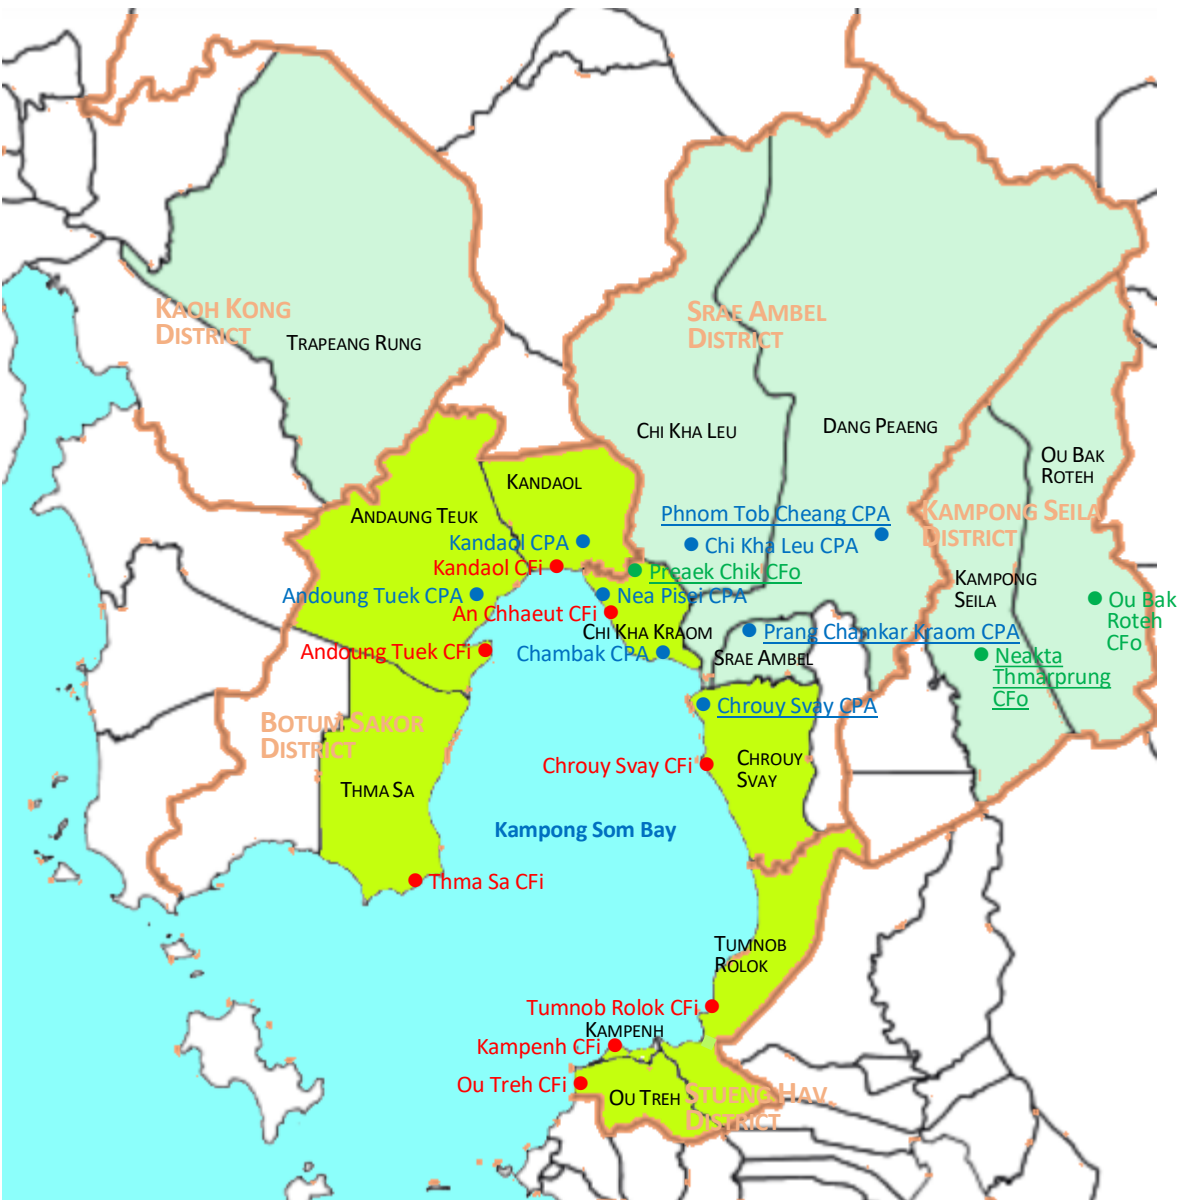 KAOH KONG
DISTRICT
SRAE AMBEL
DISTRICT
TRAPEANG RUNG
CHI KHA LEU
DANG PEAENG
OU BAK
ROTEH
KANDAOL
ANDAUNG TEUK
Phnom Tob Cheang CPA
KAMPONG SEILA
DISTRICT
Kandaol CPA
Chi Kha Leu CPA
Kandaol CFi
Preaek Chik CFo
KAMPONG
SEILA
Andoung Tuek CPA
Nea Pisei CPA
Ou Bak
Roteh
CFo
An Chhaeut CFi
CHI KHA KRAOM
Prang Chamkar Kraom CPA
Andoung Tuek CFi
Chambak CPA
SRAE AMBEL
Neakta
Thmarprung
CFo
Chrouy Svay CPA
BOTUM SAKOR
DISTRICT
Chrouy Svay CFi
CHROUY
SVAY
THMA SA
Kampong Som Bay
Thma Sa CFi
TUMNOB
ROLOK
Tumnob Rolok CFi
KAMPENH
Kampenh CFi
Ou Treh CFi
OU TREH
STUENG HAV
DISTRICT